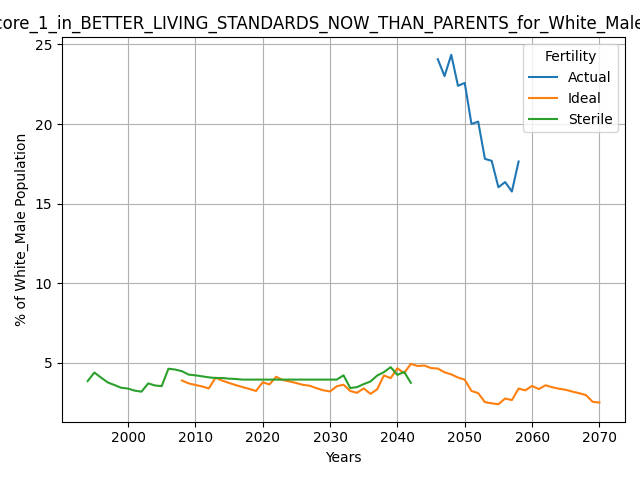 core_1_in_BETTER_LIVING_STANDARDS_NOW_THAN_PARENTS_for_White_Male
25
20
15
10
5
% of White_Male Population
Fertility
Actual
Ideal
Sterile
2000 2010 2020 2030 2040 2050 2060 2070
Years